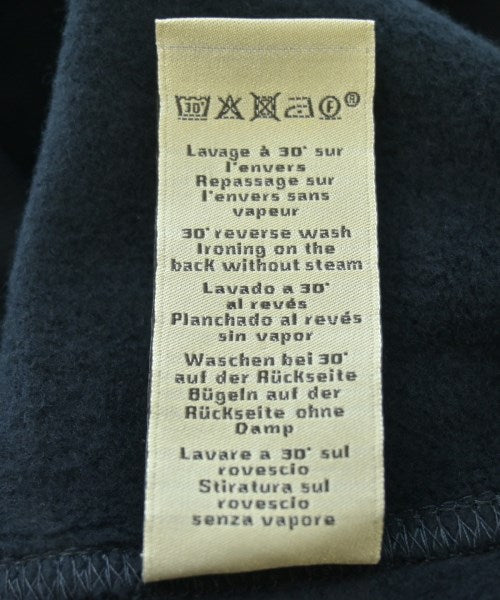 30° F ®
Lavage à 30° sur
l'envers
Repassage sur
l'envers sans
vapeur
30° reverse wash
Ironing on the
back without steam
Lavado a 30°
al revés
Planchado al revés
sin vapor
Waschen bei 30°
auf der Rückseite
Bügeln auf der
Rückseite ohne
Damp
Lavare a 30° sul
rovescio
Stiratura sul
rovescio
senza vapore